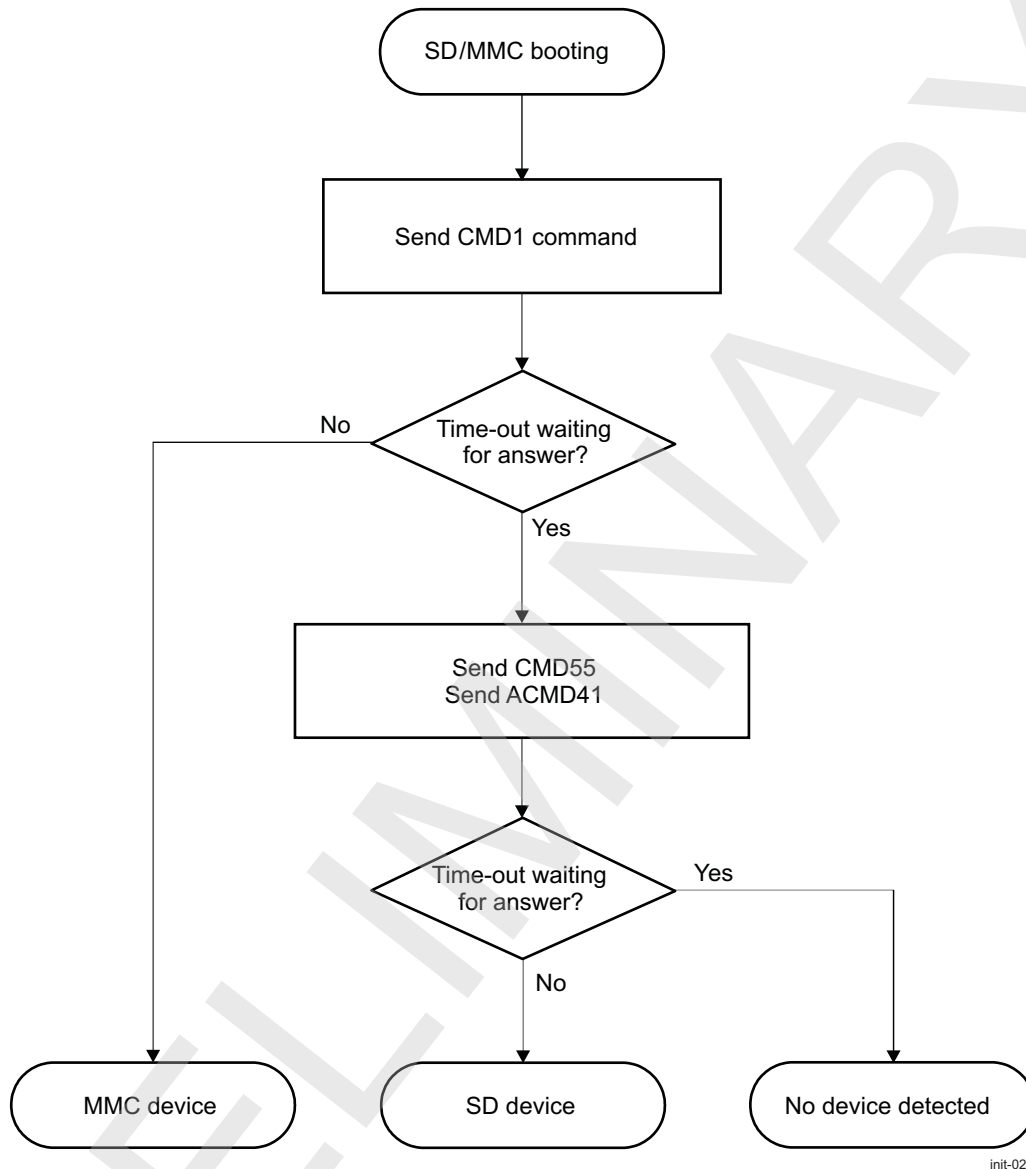 SD/MMC booting
Send CMD1 command
Time-out waiting
for answer?
No
Yes
Send CMD55
Send ACMD41
Time-out waiting
for answer?
Yes
No
MMC device
SD device
No device detected
init-02
ELIMINARY